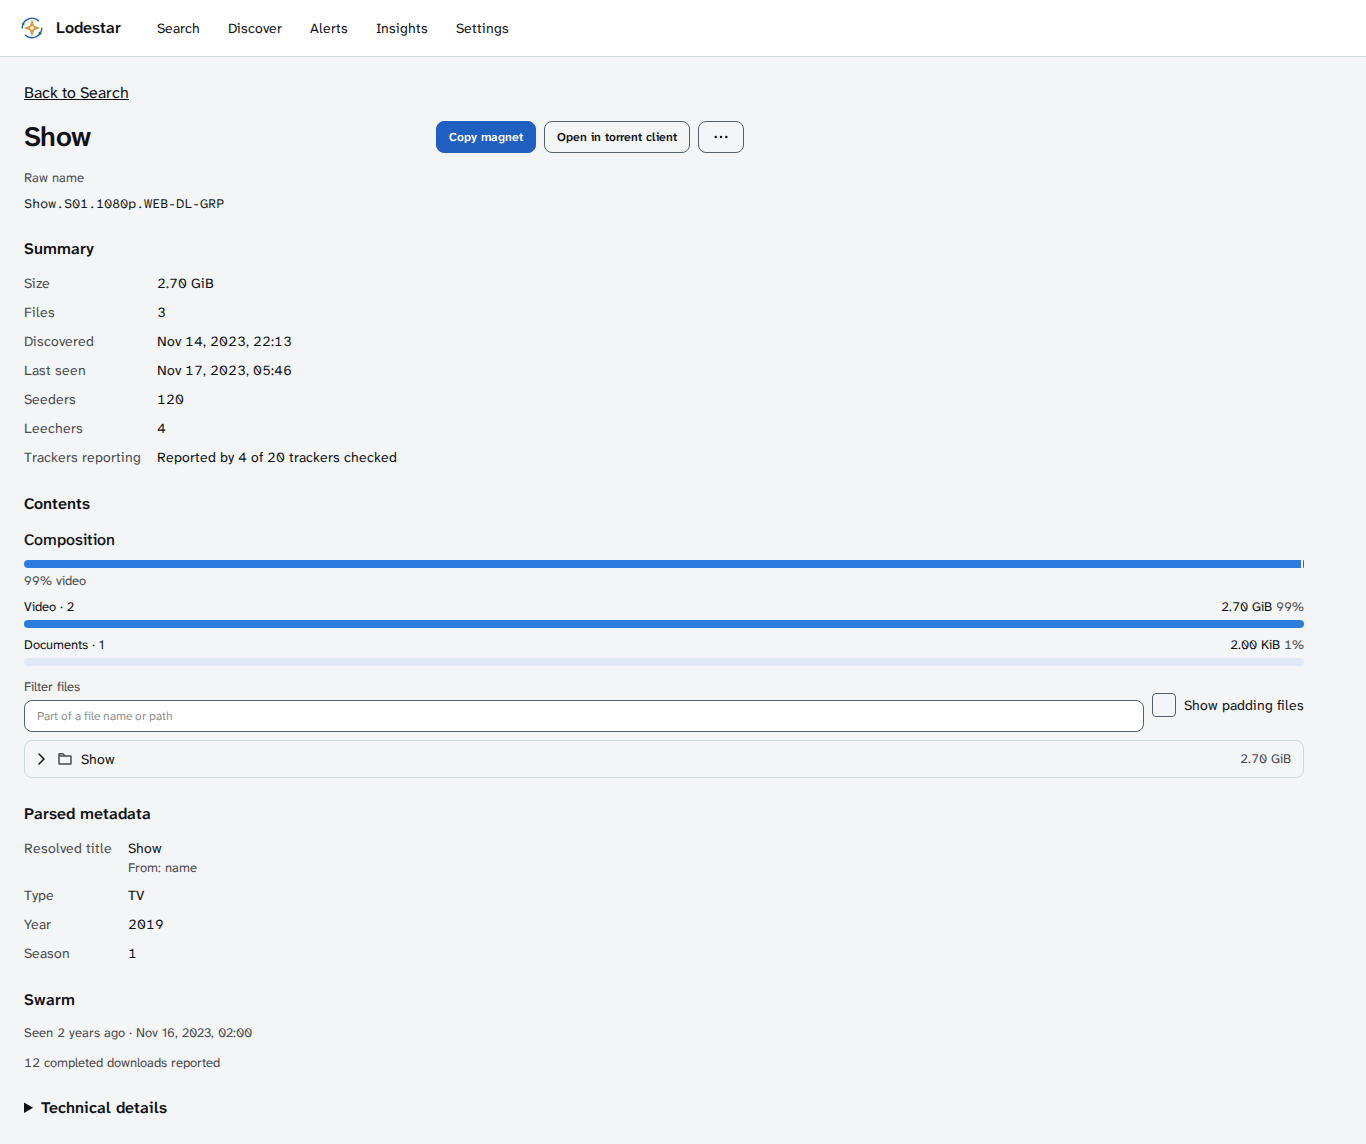 Lodestar Search Discover Alerts Insights Settings
Back to Search
Show
Copy magnet Open in torrent client ···
Raw name
Show.S01.1080p.WEB-DL-GRP
Summary
Size 2.70 GiB
Files 3
Discovered Nov 14, 2023, 22:13
Last seen Nov 17, 2023, 05:46
Seeders 120
Leechers 4
Trackers reporting Reported by 4 of 20 trackers checked
Contents
Composition
99% video
Video · 2 2.70 GiB 99%
Documents · 1 2.00 KiB 1%
Filter files
Part of a file name or path Show padding files
Show 2.70 GiB
Parsed metadata
Resolved title Show
From: name
Type TV
Year 2019
Season 1
Swarm
Seen 2 years ago · Nov 16, 2023, 02:00
12 completed downloads reported
Technical details